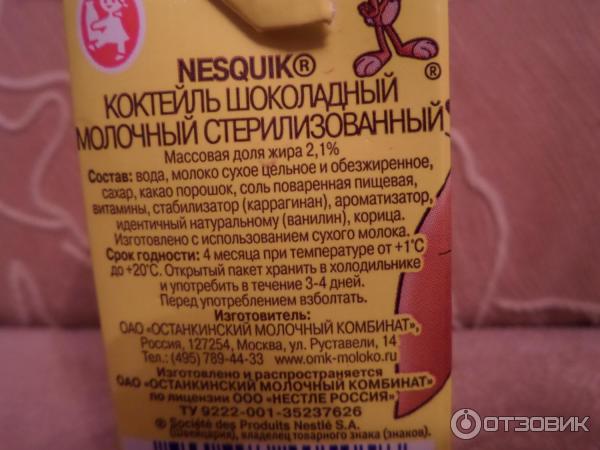 NESQUIK®
®
КОКТЕЙЛЬ ШОКОЛАДНЫЙ
МОЛОЧНЫЙ СТЕРИЛИЗОВАННЫЙ
Массовая доля жира 2,1%
Состав: вода, молоко сухое цельное и обезжиренное,
сахар, какао порошок, соль поваренная пищевая,
витамины, стабилизатор (каррагинан), ароматизатор,
идентичный натуральному (ванилин), корица.
Изготовлено с использованием сухого молока.
Срок годности: 4 месяца при температуре от +1°С
до +20°С. Открытый пакет хранить в холодильнике
и употребить в течение 3-4 дней.
Перед употреблением взболтать.
Изготовитель:
ОАО «ОСТАНКИНСКИЙ МОЛОЧНЫЙ КОМБИНАТ»,
Россия, 127254, Москва, ул. Руставели, 14
Тел.: (495) 789-44-33 www.omk-moloko.ru
Изготовлено и распространяется
ОАО «ОСТАНКИНСКИЙ МОЛОЧНЫЙ КОМБИНАТ»
по лицензии ООО «НЕСТЛЕ РОССИЯ»
ТУ 9222-001-35237626
® Société des Produits Nestlé S.A.
(Швейцария), владелец товарного знака (знаков).
ОТЗОВИК